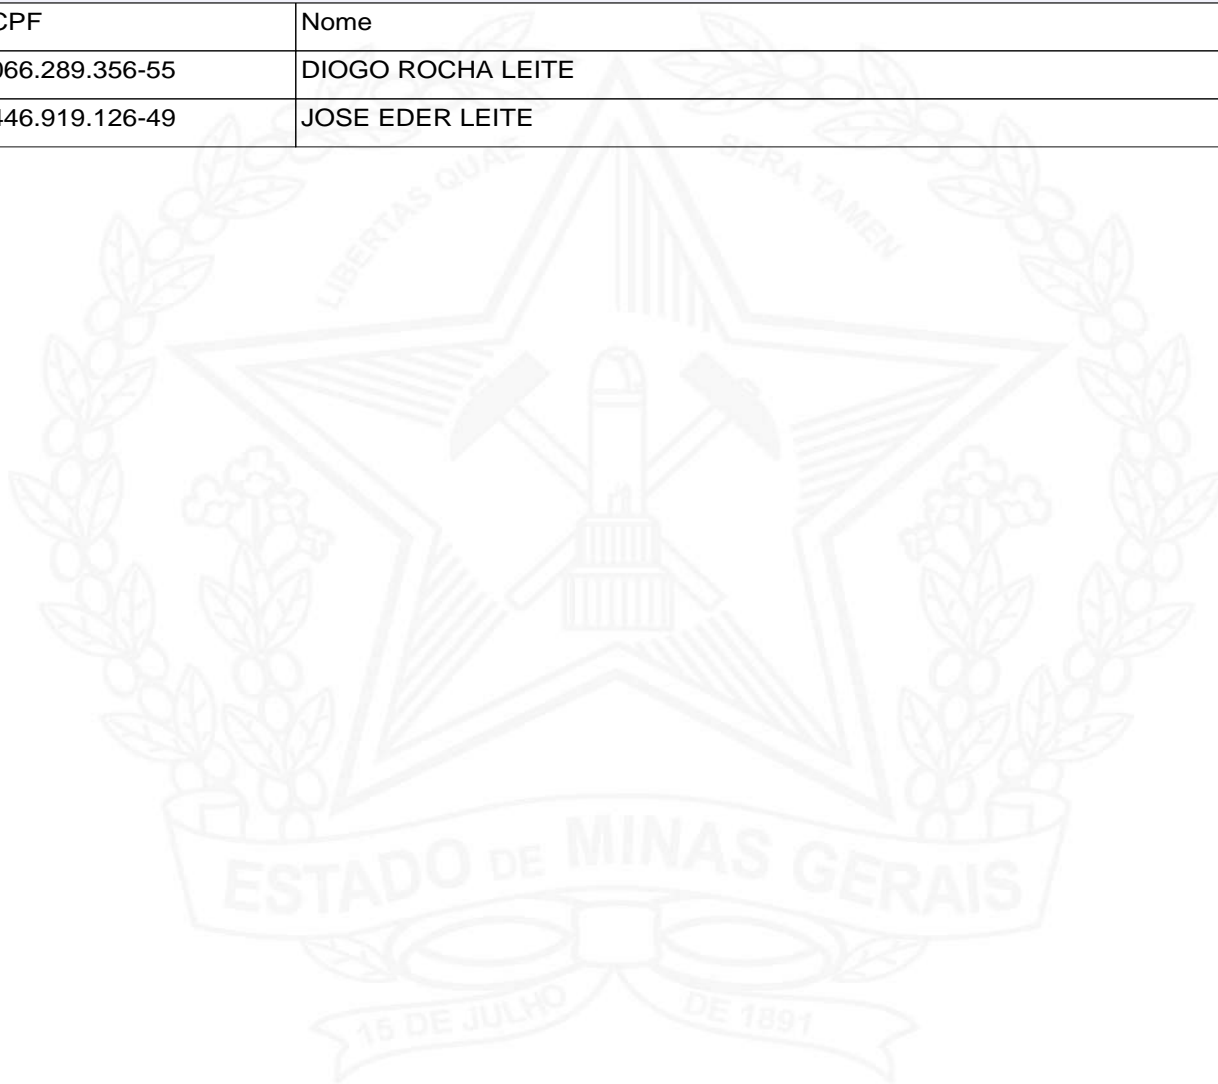 CPF Nome
066.289.356-55 DIOGO ROCHA LEITE
446.919.126-49 JOSE EDER LEITE
LIBERTAS QUAE SERA TAMEN
ESTADO DE MINAS GERAIS
15 DE JULHO DE 1891